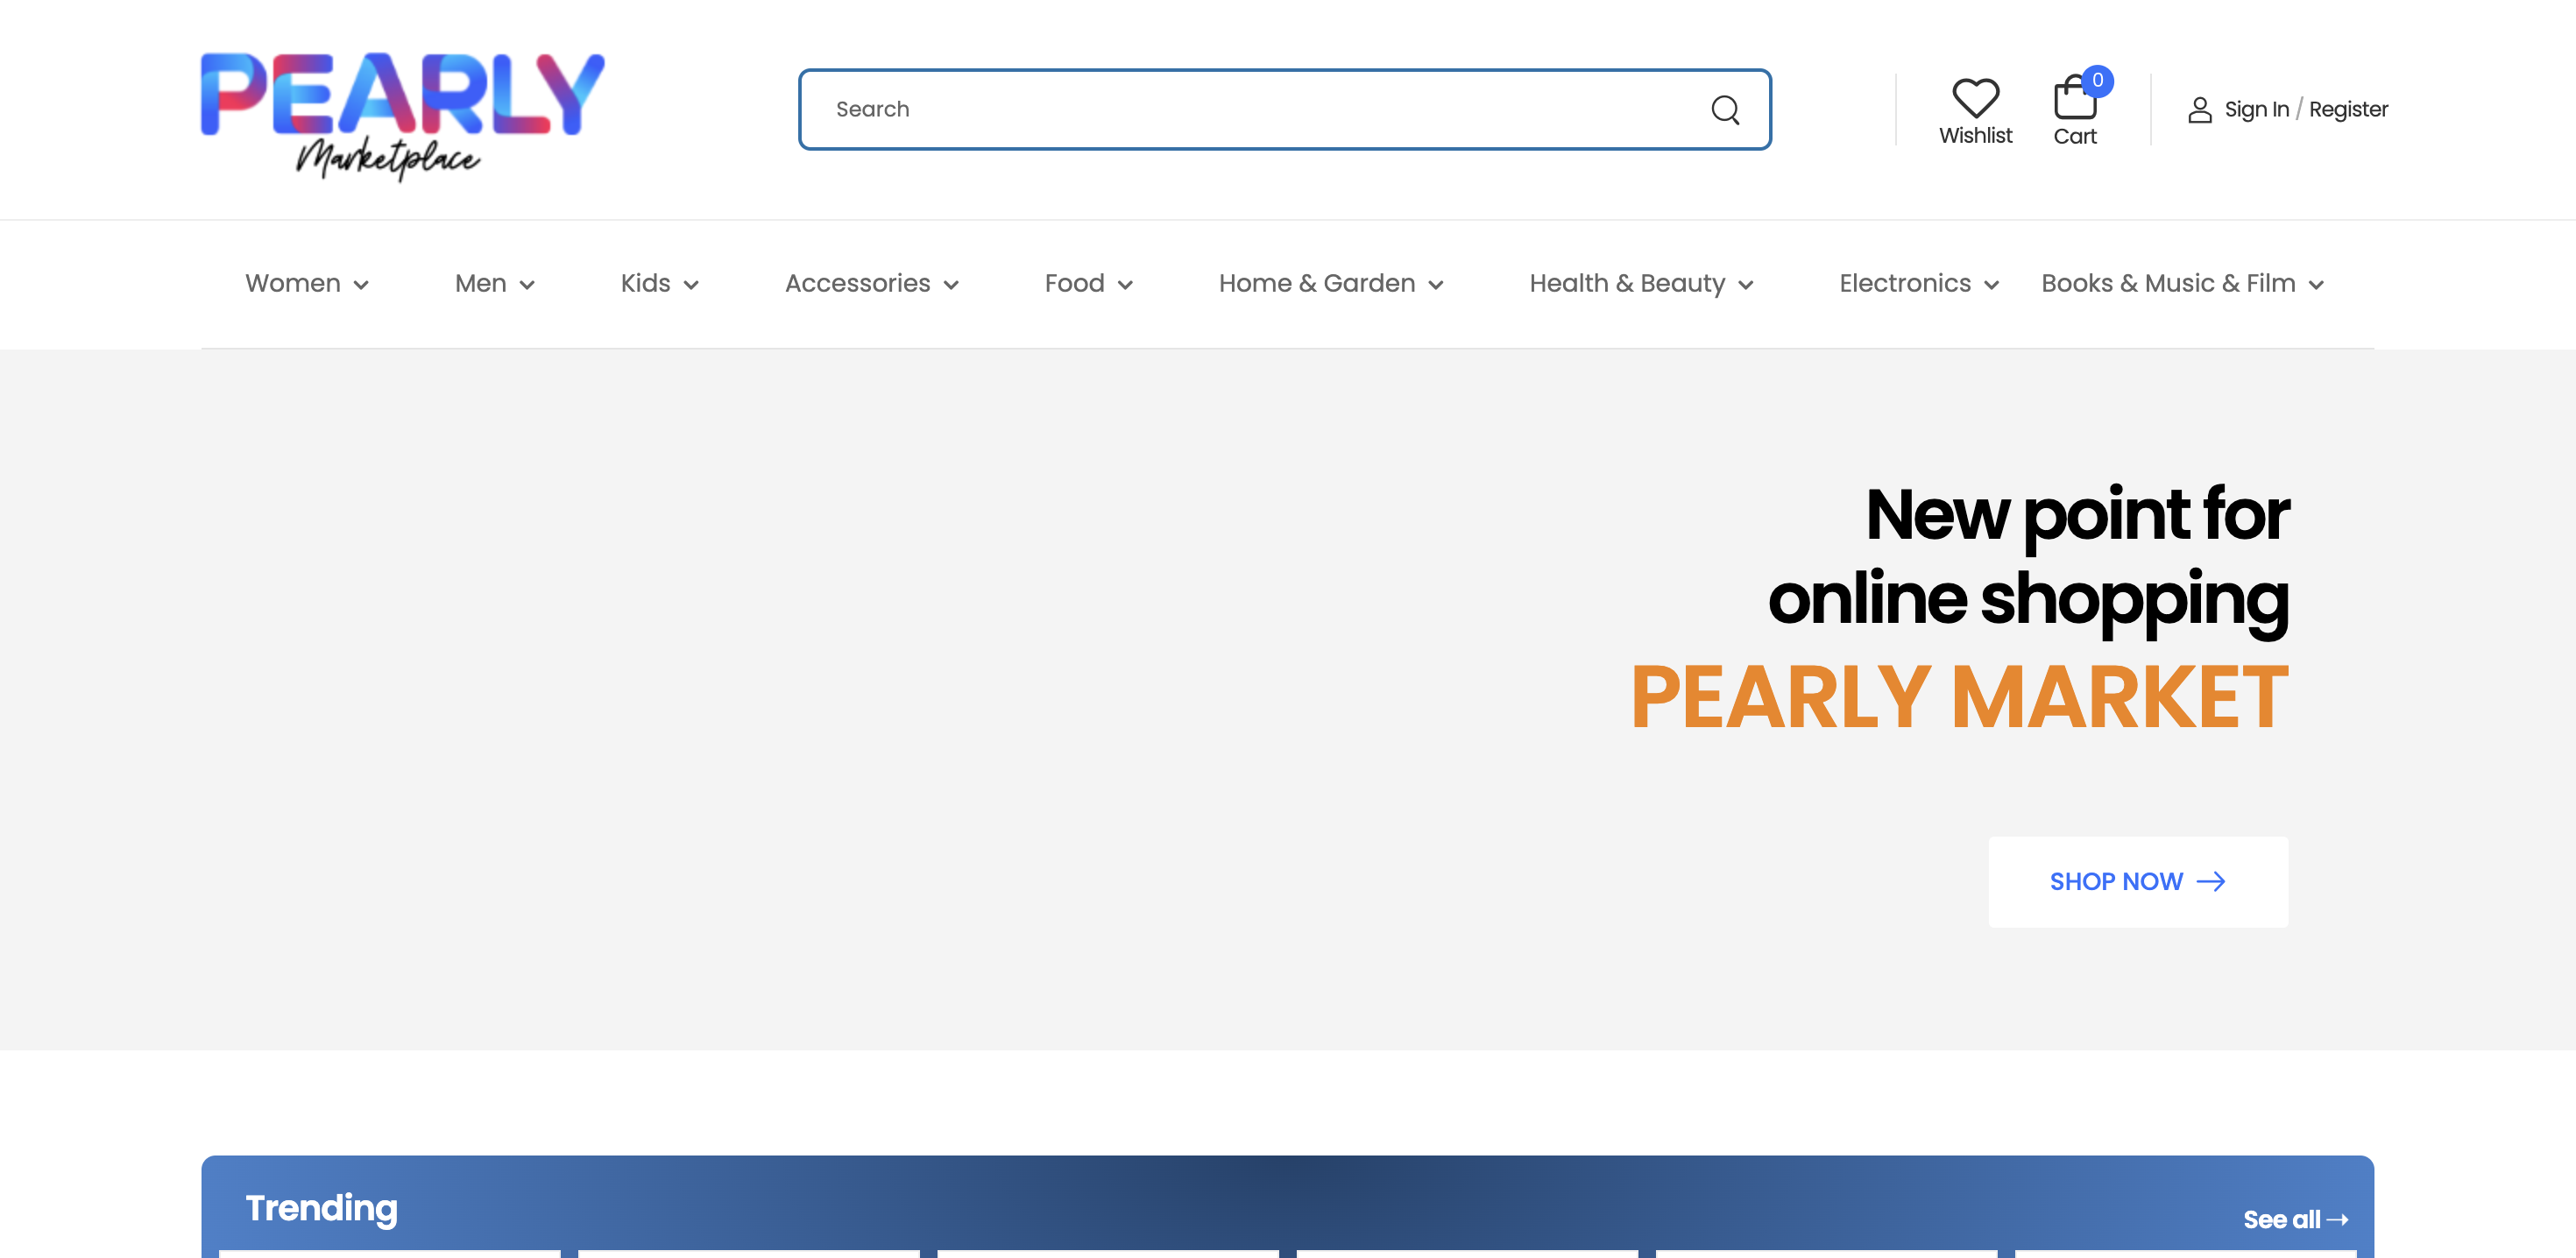 PEARLY
Marketplace
Search
Wishlist
0
Cart
Sign In / Register
Women
Men
Kids
Accessories
Food
Home & Garden
Health & Beauty
Electronics
Books & Music & Film
New point for
online shopping
PEARLY MARKET
SHOP NOW →
Trending
See all →